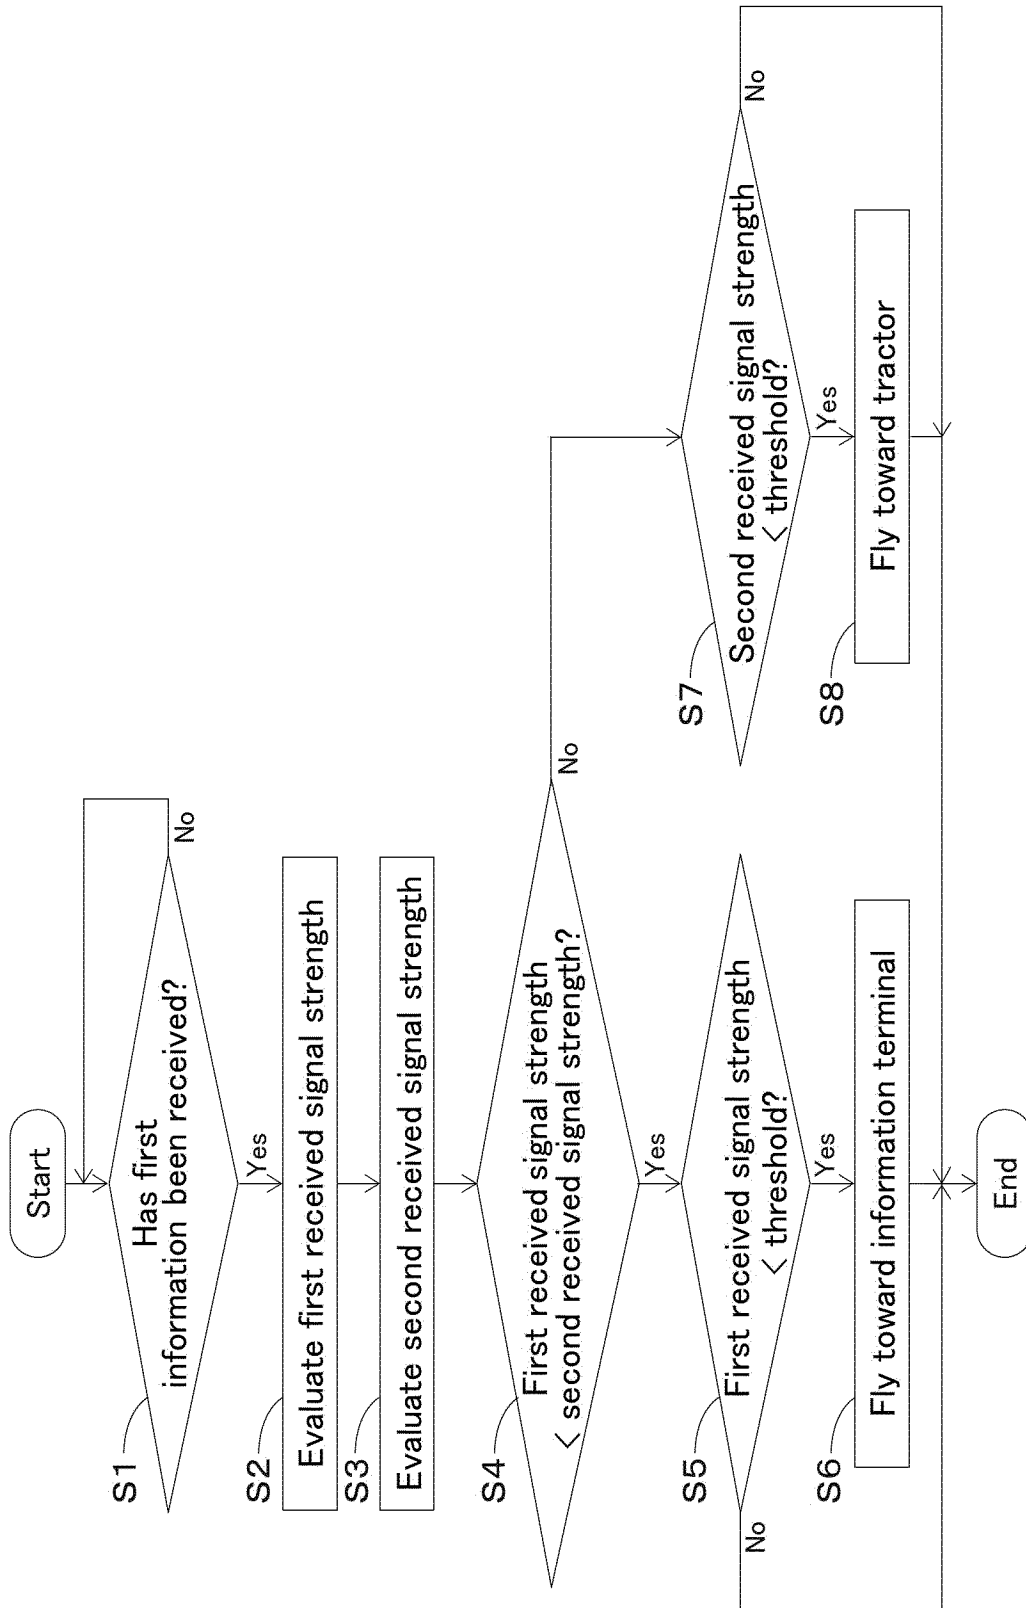 Start
S1
Has first
information been received?
No
Yes
S2
Evaluate first received signal strength
S3
Evaluate second received signal strength
S4
First received signal strength
< second received signal strength?
No
Yes
S5
First received signal strength
< threshold?
No
Yes
S6
Fly toward information terminal
S7
Second received signal strength
< threshold?
No
Yes
S8
Fly toward tractor
End